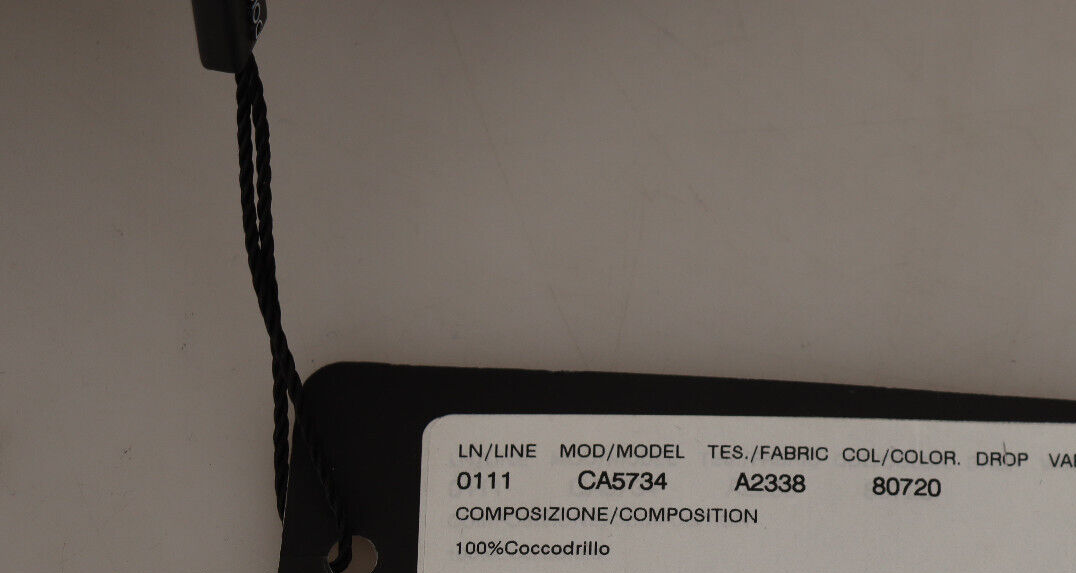 LN/LINE MOD/MODEL TES./FABRIC COL/COLOR. DROP
0111 CA5734 A2338 80720
COMPOSIZIONE/COMPOSITION
100%Coccodrillo